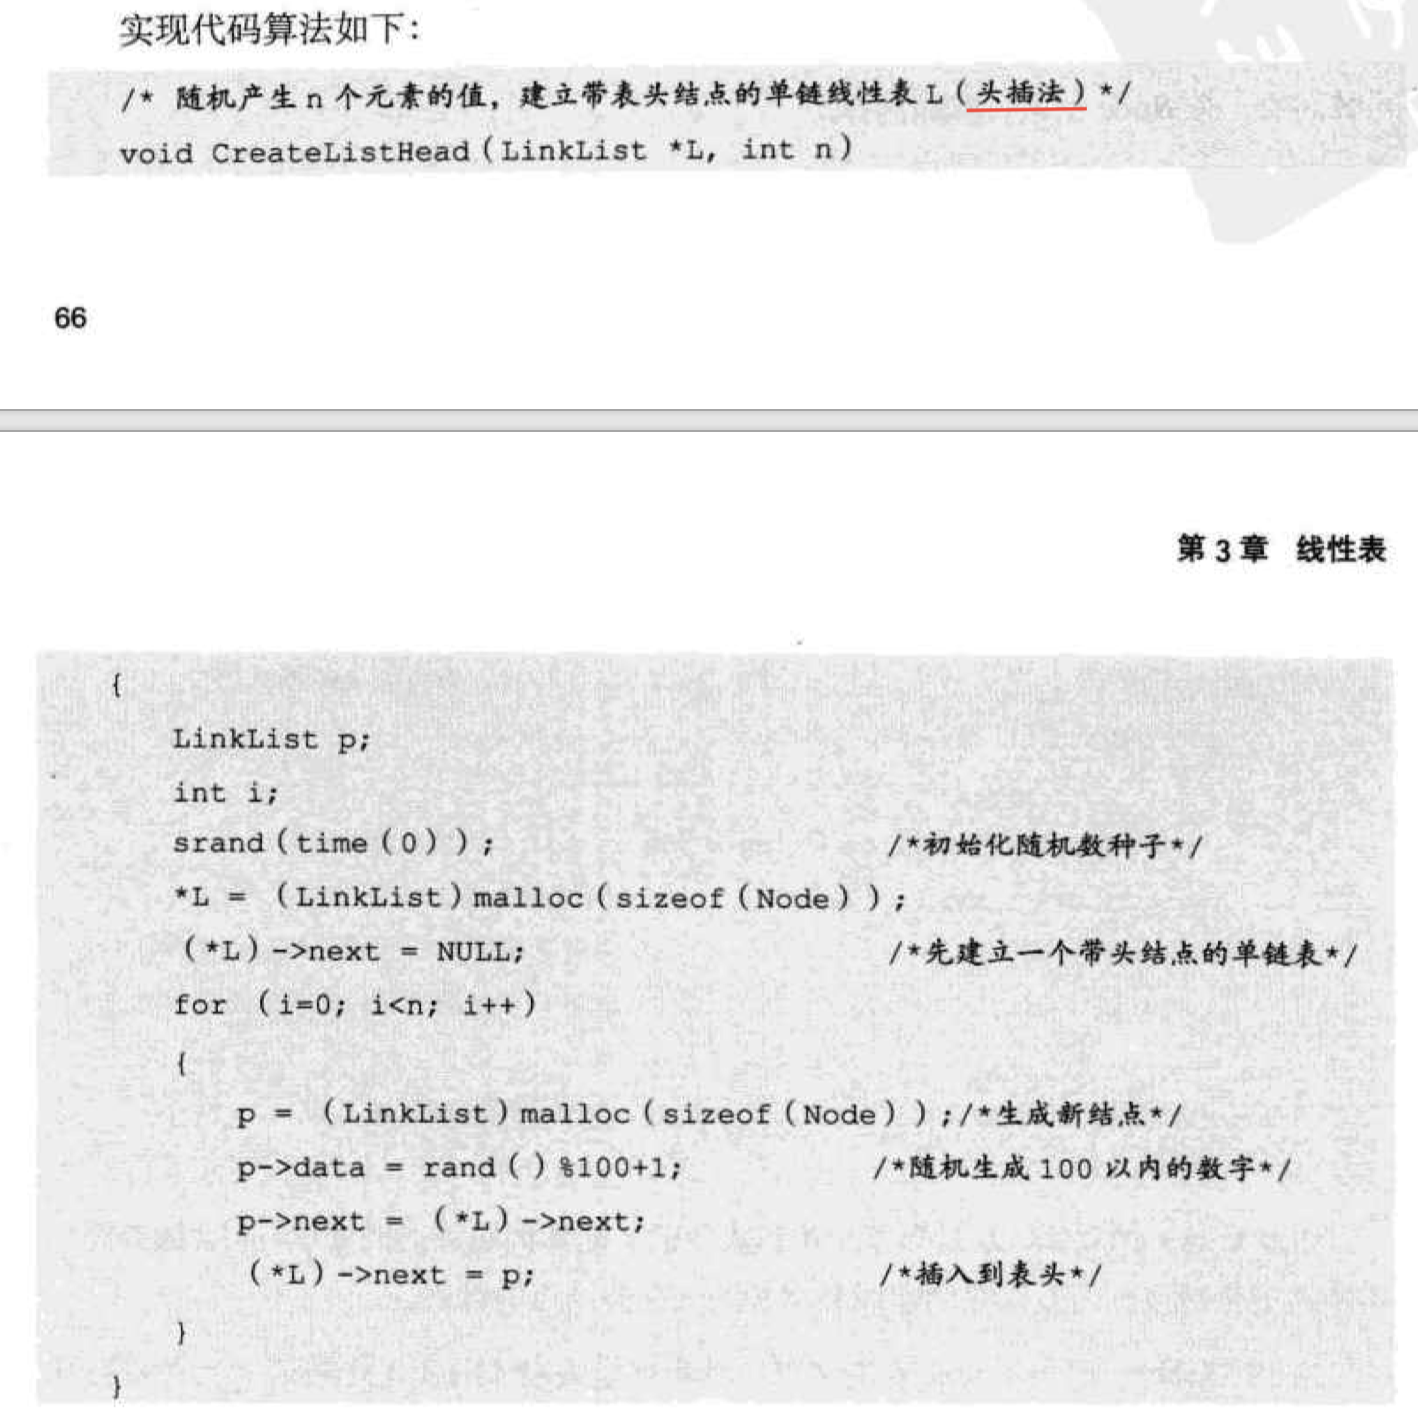 实现代码算法如下：
/* 随机产生 n 个元素的值，建立带表头结点的单链线性表 L（头插法）*/
void CreateListHead(LinkList *L, int n)
66
第 3 章 线性表
{
LinkList p;
int i;
srand(time(0)); /*初始化随机数种子*/
*L = (LinkList)malloc(sizeof(Node));
(*L)->next = NULL; /*先建立一个带头结点的单链表*/
for (i=0; i<n; i++)
{
p = (LinkList)malloc(sizeof(Node));/*生成新结点*/
p->data = rand()%100+1; /*随机生成 100 以内的数字*/
p->next = (*L)->next;
(*L)->next = p; /*插入到表头*/
}
}